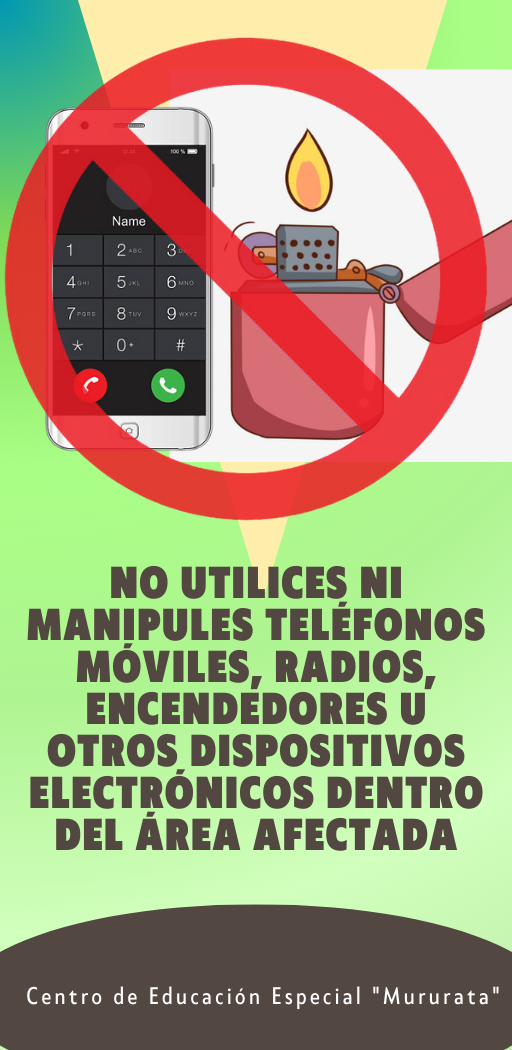 100 %
Name
1 2 ABC 3
4 GHI 5 JKL 6 MNO
7 PQRS 8 TUV 9 WXYZ
* 0 + #
NO UTILICES NI
MANIPULES TELÉFONOS
MÓVILES, RADIOS,
ENCENDEDORES U
OTROS DISPOSITIVOS
ELECTRÓNICOS DENTRO
DEL ÁREA AFECTADA
Centro de Educación Especial "Mururata"